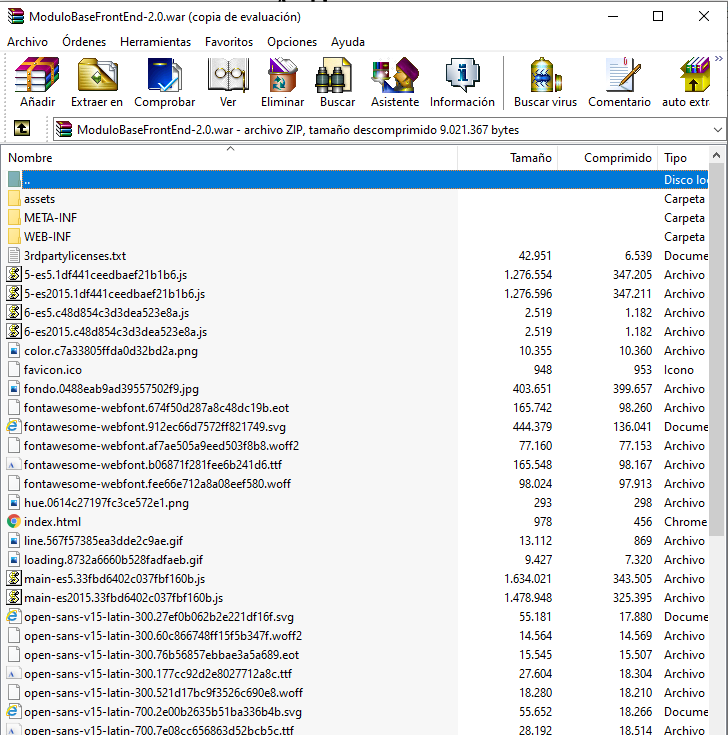 ModuloBaseFrontEnd-2.0.war (copia de evaluación)
Archivo Órdenes Herramientas Favoritos Opciones Ayuda
Añadir Extraer en Comprobar Ver Eliminar Buscar Asistente Información Buscar virus Comentario auto extr
ModuloBaseFrontEnd-2.0.war - archivo ZIP, tamaño descomprimido 9.021.367 bytes
Nombre Tamaño Comprimido Tipo
.. Disco loc
assets Carpeta
META-INF Carpeta
WEB-INF Carpeta
3rdpartylicenses.txt 42.951 6.539 Docume
5-es5.1df441ceedbaef21b1b6.js 1.276.554 347.205 Archivo
5-es2015.1df441ceedbaef21b1b6.js 1.276.596 347.211 Archivo
6-es5.c48d854c3d3dea523e8a.js 2.519 1.182 Archivo
6-es2015.c48d854c3d3dea523e8a.js 2.519 1.182 Archivo
color.c7a33805ffda0d32bd2a.png 10.355 10.360 Archivo
favicon.ico 948 953 Icono
fondo.0488eab9ad39557502f9.jpg 403.651 399.657 Archivo
fontawesome-webfont.674f50d287a8c48dc19b.eot 165.742 98.260 Archivo
fontawesome-webfont.912ec66d7572ff821749.svg 444.379 136.041 Docume
fontawesome-webfont.af7ae505a9eed503f8b8.woff2 77.160 77.153 Archivo
fontawesome-webfont.b06871f281fee6b241d6.ttf 165.548 98.167 Archivo
fontawesome-webfont.fee66e712a8a08eef580.woff 98.024 97.913 Archivo
hue.0614c27197fc3ce572e1.png 293 298 Archivo
index.html 978 456 Chrome
line.567f57385ea3dde2c9ae.gif 13.112 869 Archivo
loading.8732a6660b528fadfaeb.gif 9.427 7.320 Archivo
main-es5.33fbd6402c037fbf160b.js 1.634.021 343.505 Archivo
main-es2015.33fbd6402c037fbf160b.js 1.478.948 325.395 Archivo
open-sans-v15-latin-300.27ef0b062b2e221df16f.svg 55.181 17.880 Docume
open-sans-v15-latin-300.60c866748ff15f5b347f.woff2 14.564 14.569 Archivo
open-sans-v15-latin-300.76b56857ebbae3a5a689.eot 15.545 15.507 Archivo
open-sans-v15-latin-300.177cc92d2e8027712a8c.ttf 27.604 18.304 Archivo
open-sans-v15-latin-300.521d17bc9f3526c690e8.woff 18.280 18.210 Archivo
open-sans-v15-latin-700.2e00b2635b51ba336b4b.svg 55.652 18.266 Docume
open-sans-v15-latin-700.7e08cc656863d52bcb5c.ttf 28.192 18.514 Archivo